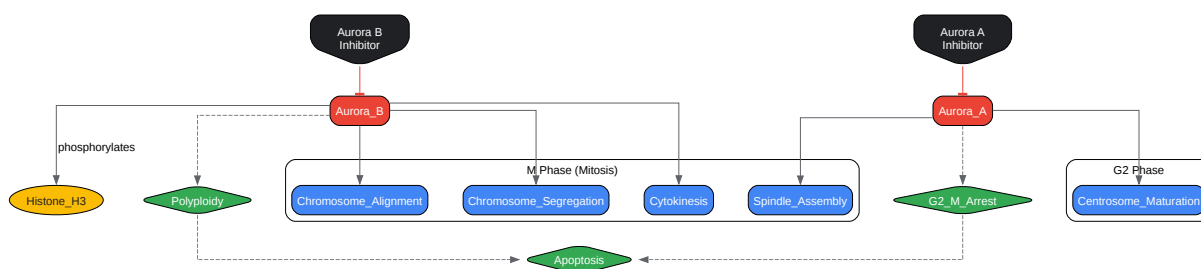 Aurora B
Inhibitor
Aurora A
Inhibitor
Aurora_B
Aurora_A
phosphorylates
M Phase (Mitosis)
G2 Phase
Histone_H3
Polyploidy
Chromosome_Alignment
Chromosome_Segregation
Cytokinesis
Spindle_Assembly
G2_M_Arrest
Centrosome_Maturation
Apoptosis